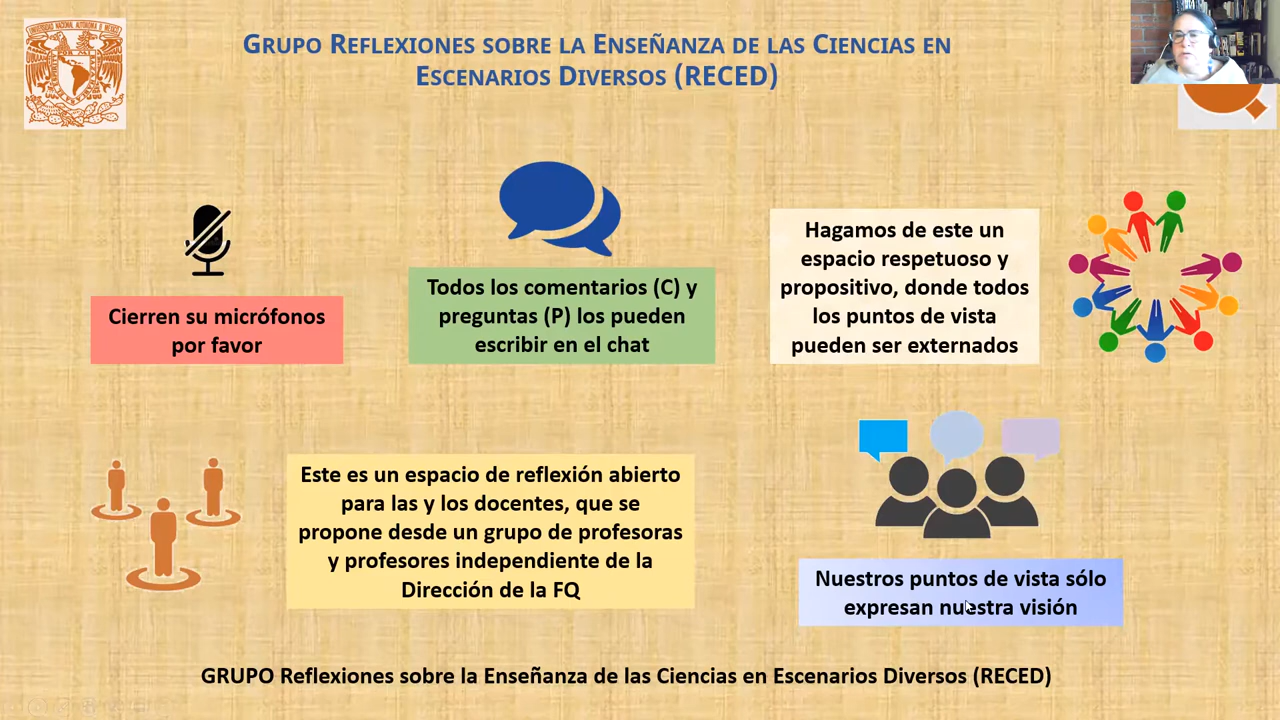 GRUPO REFLEXIONES SOBRE LA ENSEÑANZA DE LAS CIENCIAS EN
ESCENARIOS DIVERSOS (RECED)
Cierren su micrófonos
por favor
Todos los comentarios (C) y
preguntas (P) los pueden
escribir en el chat
Hagamos de este un
espacio respetuoso y
propositivo, donde todos
los puntos de vista
pueden ser externados
Este es un espacio de reflexión abierto
para las y los docentes, que se
propone desde un grupo de profesoras
y profesores independiente de la
Dirección de la FQ
Nuestros puntos de vista sólo
expresan nuestra visión
GRUPO Reflexiones sobre la Enseñanza de las Ciencias en Escenarios Diversos (RECED)